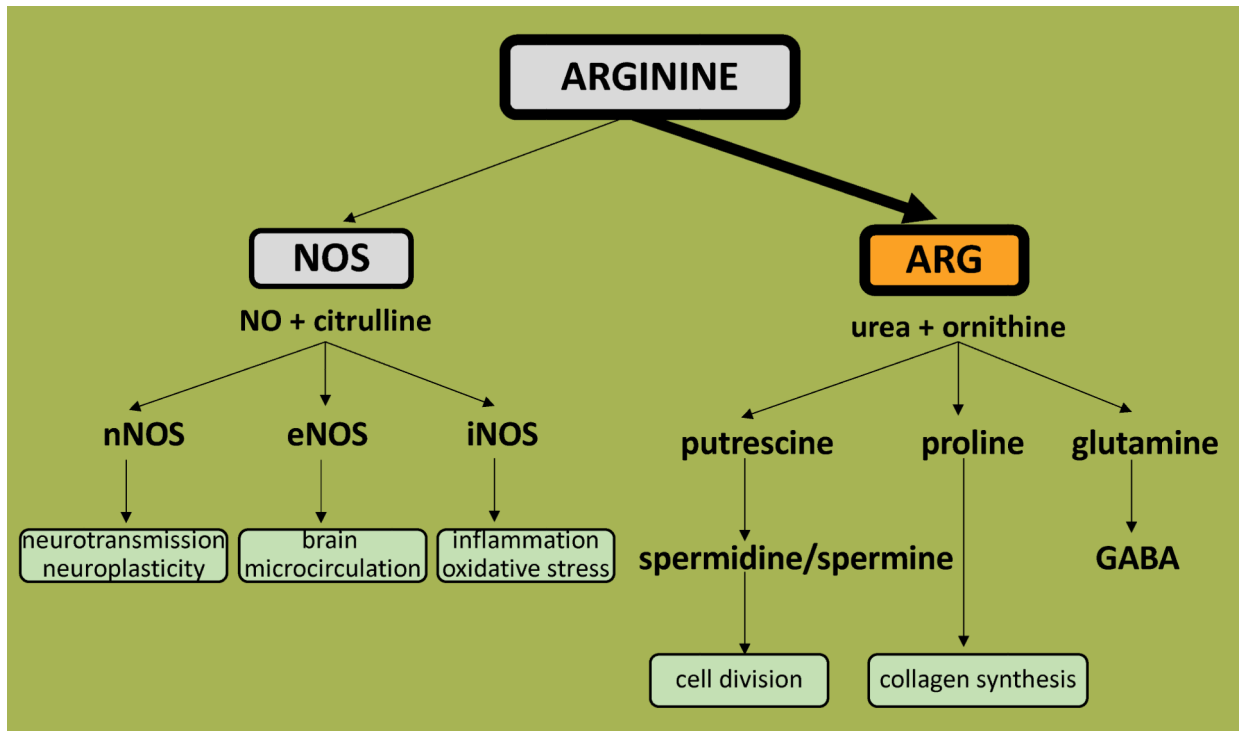 ARGININE
NOS
ARG
NO + citrulline
urea + ornithine
nNOS
eNOS
iNOS
putrescine
proline
glutamine
neurotransmission
neuroplasticity
brain
microcirculation
inflammation
oxidative stress
spermidine/spermine
GABA
cell division
collagen synthesis